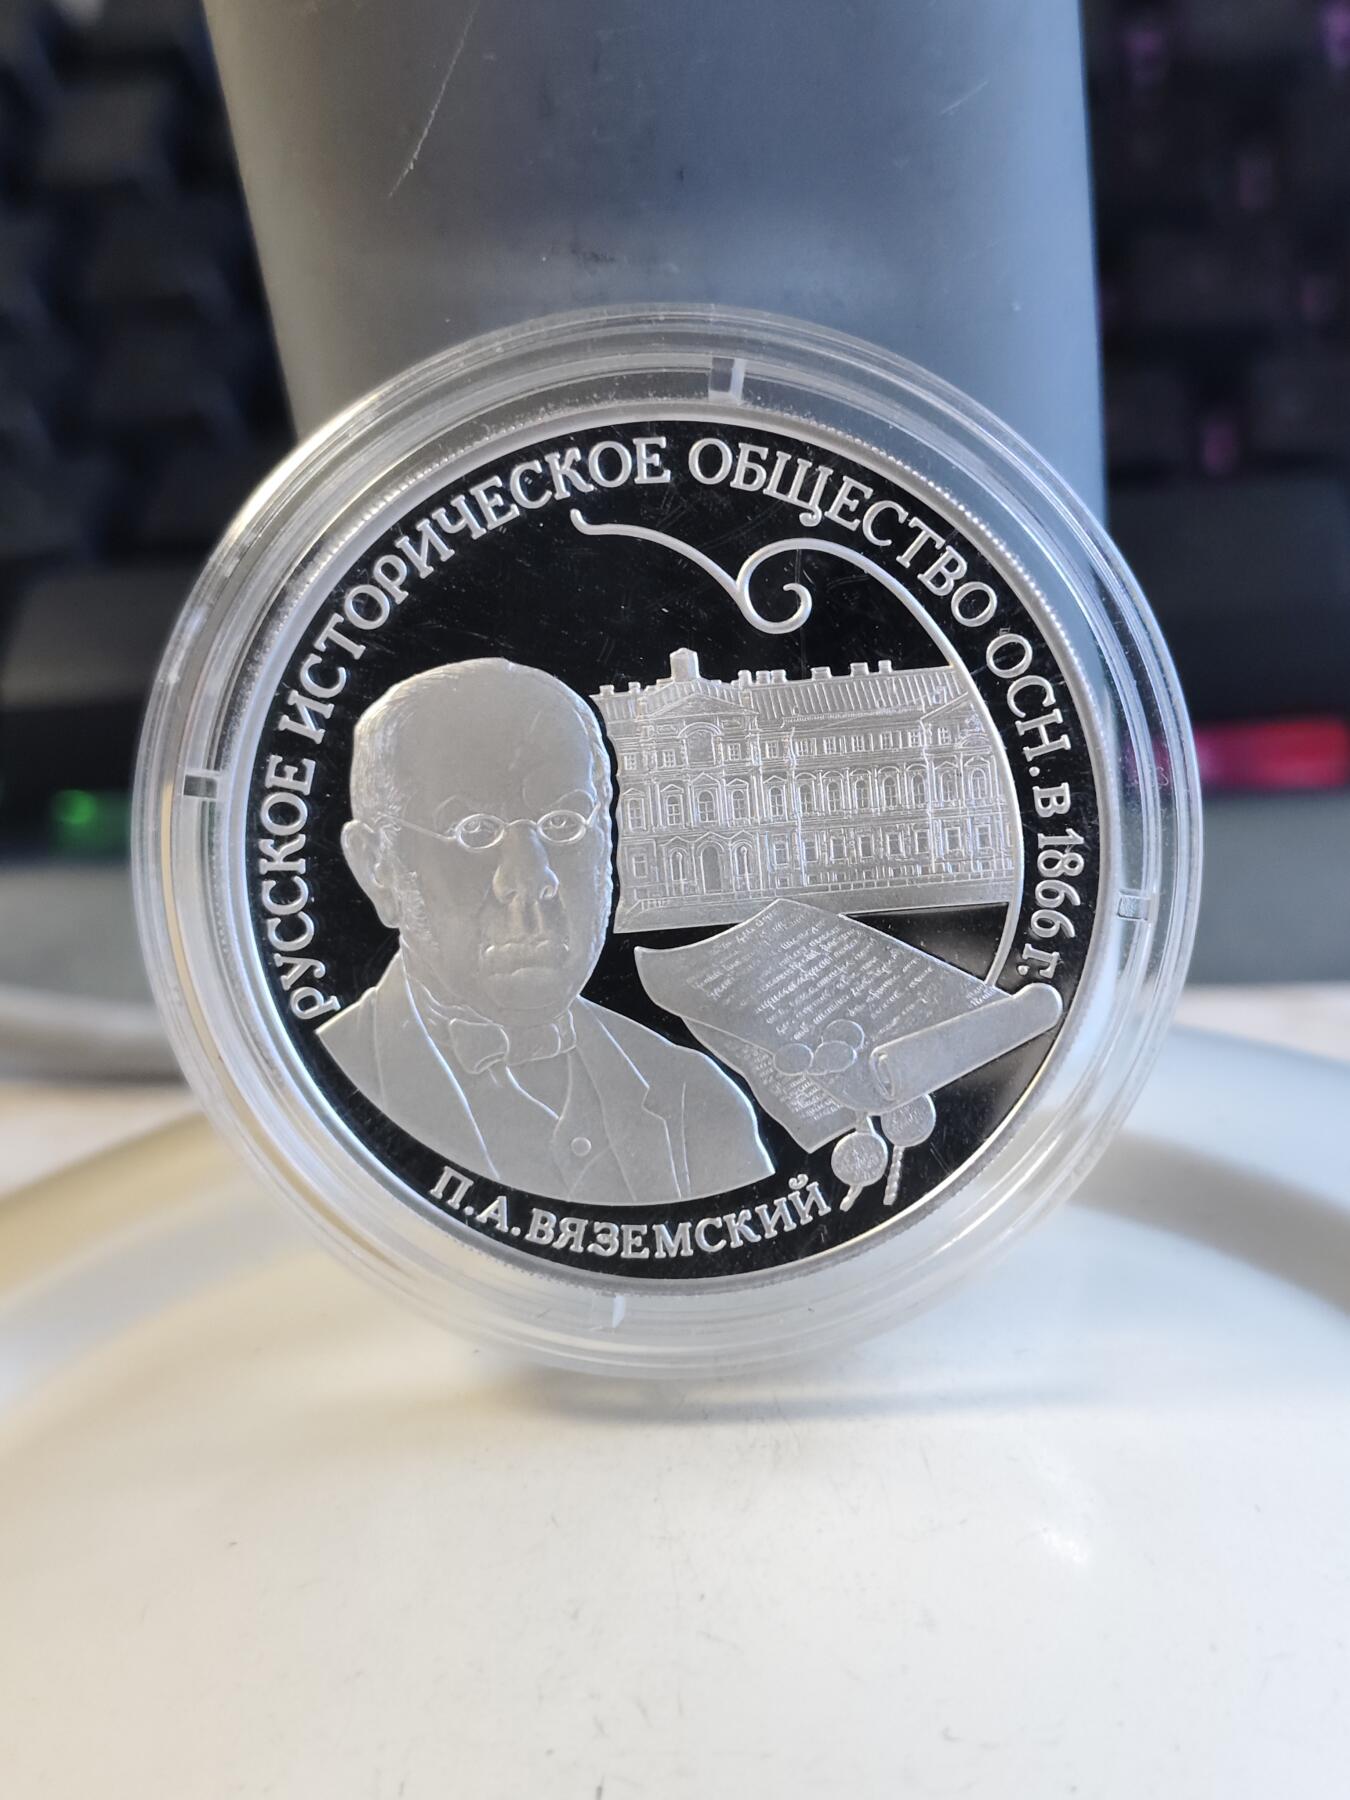 РУССКОЕ ИСТОРИЧЕСКОЕ ОБЩЕСТВО ОСН. В 1866 г.
П.А.ВЯЗЕМСКИЙ